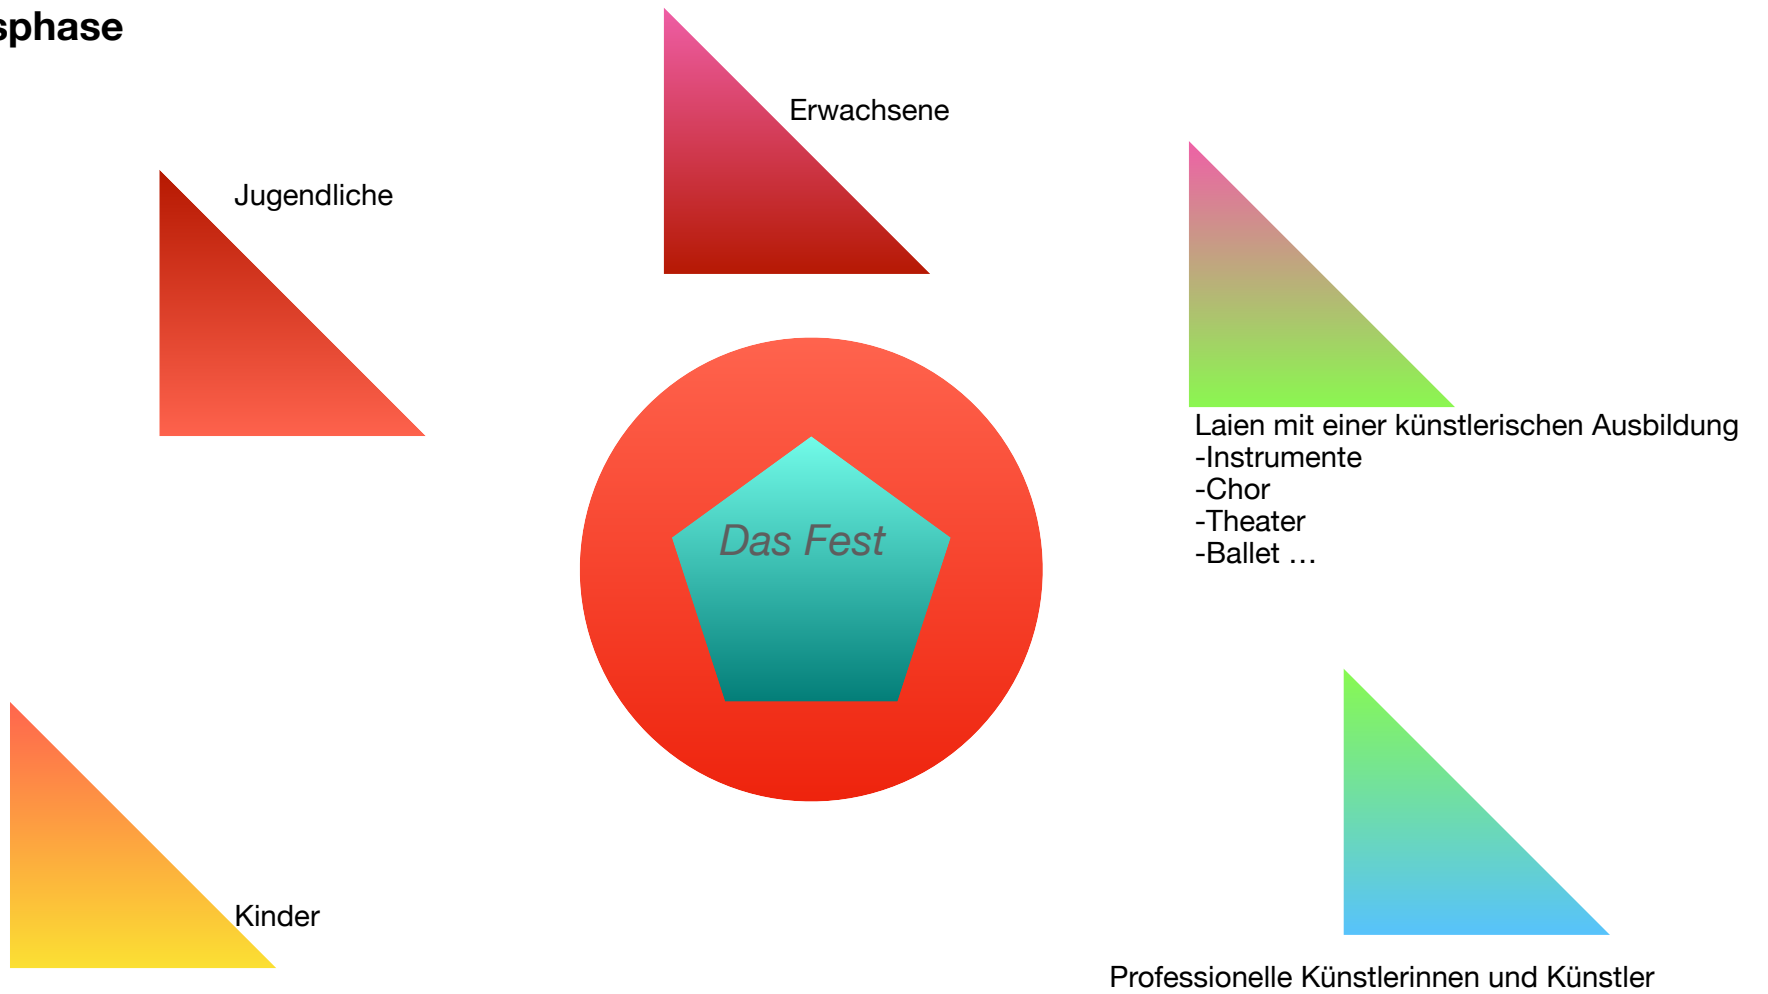 sphase
Erwachsene
Jugendliche
Laien mit einer künstlerischen Ausbildung
-Instrumente
-Chor
-Theater
-Ballet …
Das Fest
Kinder
Professionelle Künstlerinnen und Künstler